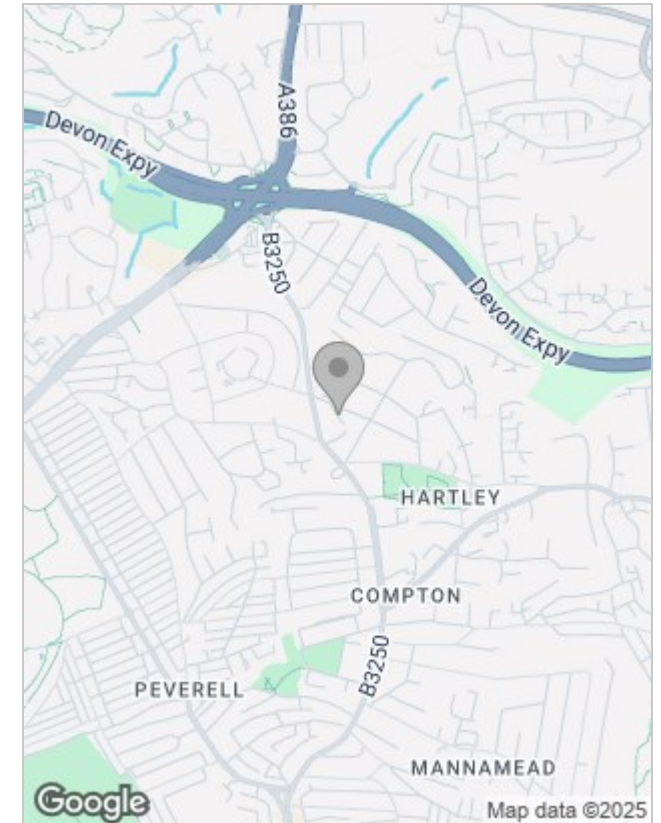 A386
Devon Expy
B3250
Devon Expy
HARTLEY
COMPTON
B3250
PEVERELL
MANNAMEAD
Google
Map data ©2025